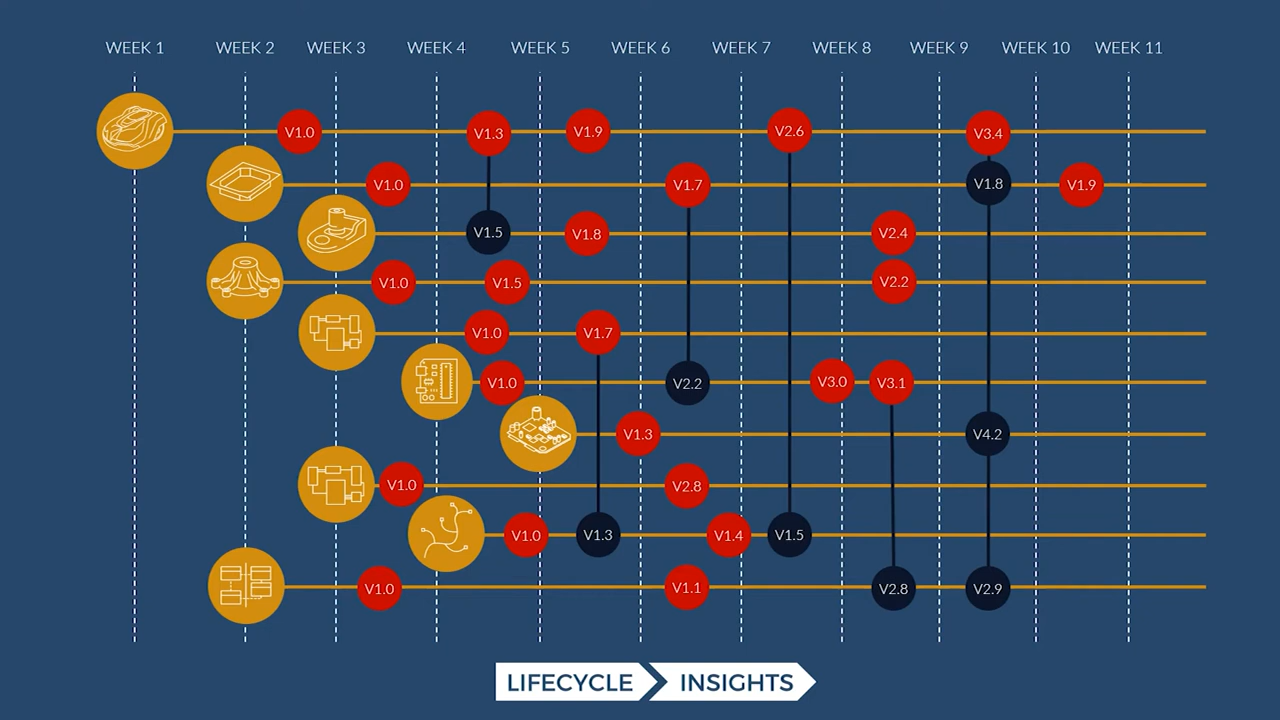 WEEK 1 WEEK 2 WEEK 3 WEEK 4 WEEK 5 WEEK 6 WEEK 7 WEEK 8 WEEK 9 WEEK 10 WEEK 11
V1.0 V1.3 V1.9 V2.6 V3.4
V1.0 V1.7 V1.8 V1.9
V1.5 V1.8 V2.4
V1.0 V1.5 V2.2
V1.0 V1.7
V1.0 V2.2 V3.0 V3.1
V1.3 V4.2
V1.0 V2.8
V1.0 V1.3 V1.4 V1.5
V1.0 V1.1 V2.8 V2.9
LIFECYCLE INSIGHTS